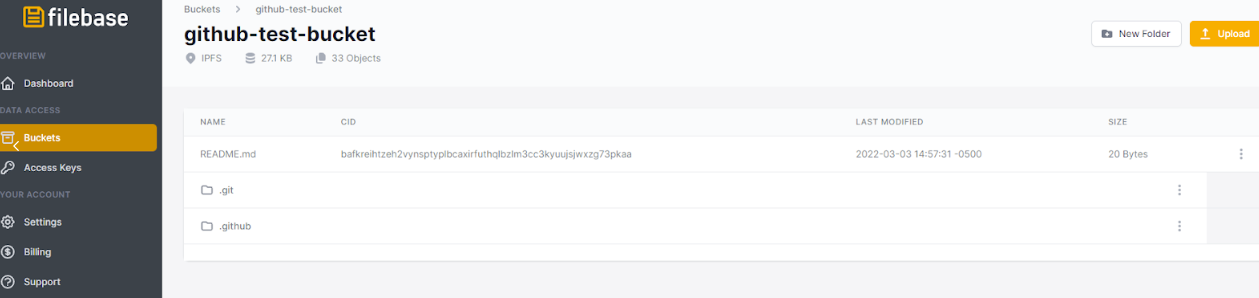 filebase
OVERVIEW
Dashboard
DATA ACCESS
Buckets
Access Keys
YOUR ACCOUNT
Settings
Billing
Support
Buckets > github-test-bucket
github-test-bucket
IPFS 27.1 KB 33 Objects
New Folder Upload
NAME CID LAST MODIFIED SIZE
README.md bafkreihtzeh2vynsptyplbcaxirfuthqlbzlm3cc3kyuujsjwxzg73pkaa 2022-03-03 14:57:31 -0500 20 Bytes
.git
.github